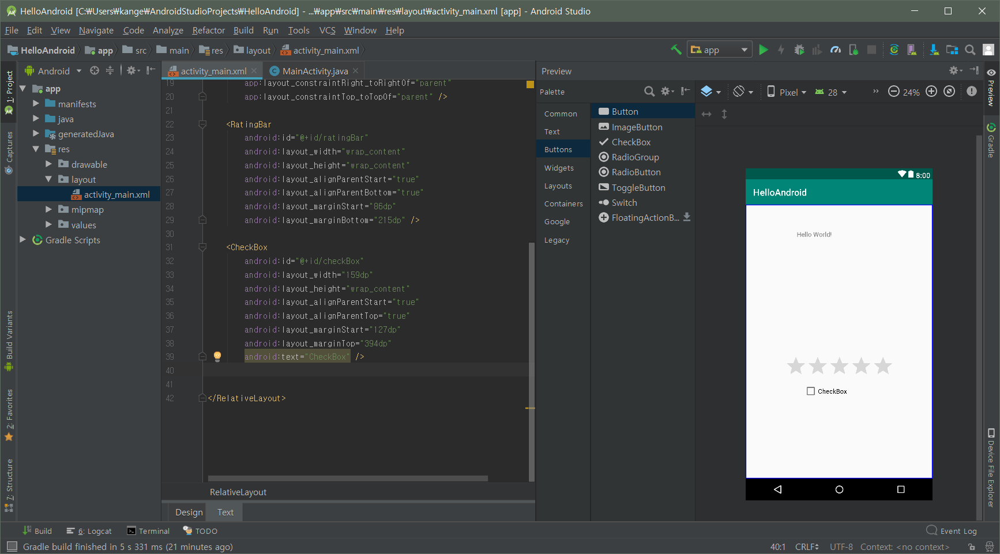 HelloAndroid [C:₩Users₩kange₩AndroidStudioProjects₩HelloAndroid] - ...₩app₩src₩main₩res₩layout₩activity_main.xml [app] - Android Studio
File Edit View Navigate Code Analyze Refactor Build Run Tools VCS Window Help
HelloAndroid app src main res layout activity_main.xml
app
1: Project
Captures
Build Variants
2: Favorites
7: Structure
Android
app
manifests
java
generatedJava
res
drawable
layout
activity_main.xml
mipmap
values
Gradle Scripts
activity_main.xml MainActivity.java
19 app:layout_constraintRight_toRightOf="parent"
20 app:layout_constraintTop_toTopOf="parent" />
21
22 <RatingBar
23 android:id="@+id/ratingBar"
24 android:layout_width="wrap_content"
25 android:layout_height="wrap_content"
26 android:layout_alignParentStart="true"
27 android:layout_alignParentBottom="true"
28 android:layout_marginStart="86dp"
29 android:layout_marginBottom="215dp" />
30
31 <CheckBox
32 android:id="@+id/checkBox"
33 android:layout_width="159dp"
34 android:layout_height="wrap_content"
35 android:layout_alignParentStart="true"
36 android:layout_alignParentTop="true"
37 android:layout_marginStart="127dp"
38 android:layout_marginTop="394dp"
39 android:text="CheckBox" />
40
41
42 </RelativeLayout>
RelativeLayout
Design Text
Preview
Palette
Common
Text
Buttons
Widgets
Layouts
Containers
Google
Legacy
Button
ImageButton
CheckBox
RadioGroup
RadioButton
ToggleButton
Switch
FloatingActionB...
Pixel 28 » 24%
8:00
HelloAndroid
Hello World!
CheckBox
Preview
Gradle
Device File Explorer
Build 6: Logcat Terminal TODO Event Log
Gradle build finished in 5 s 331 ms (21 minutes ago) 40:1 CRLF UTF-8 Context: <no context>